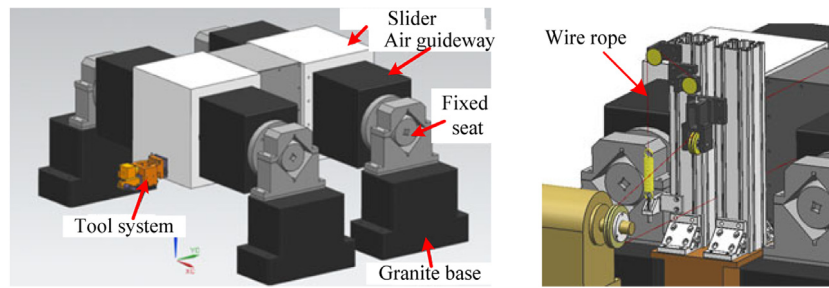 Slider
Air guideway
Fixed
seat
Tool system
Granite base
Wire rope